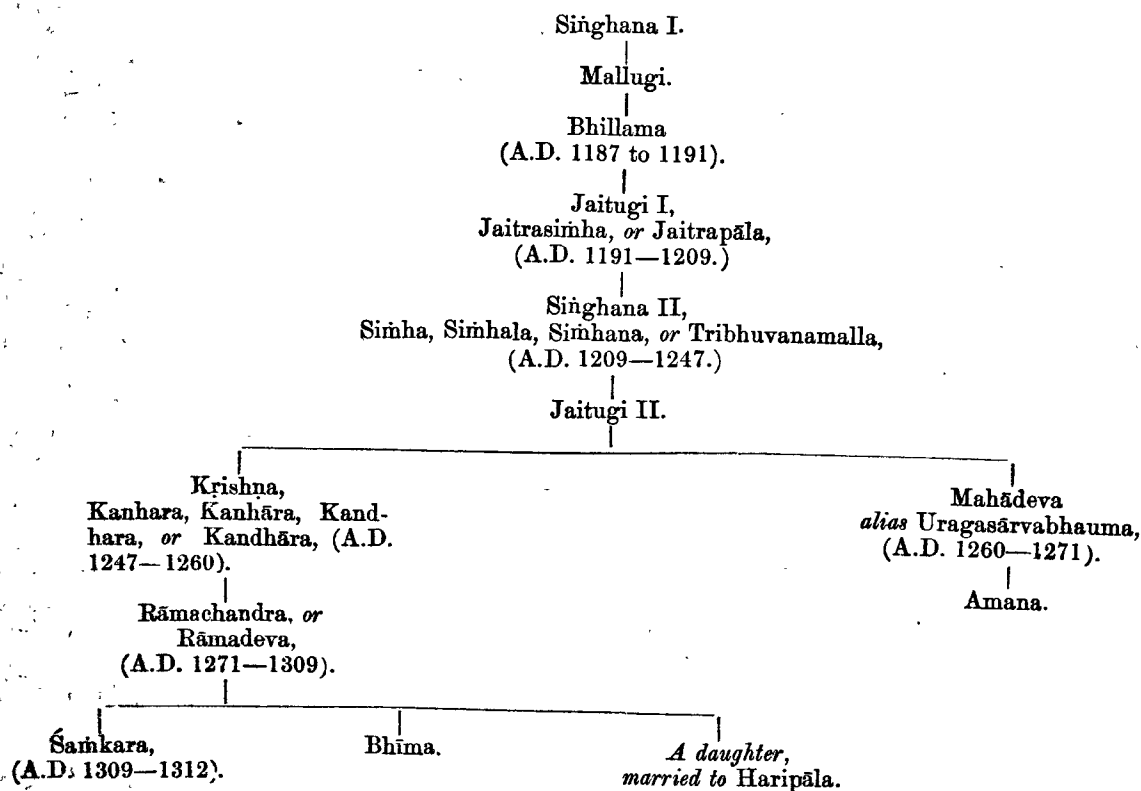 Siṅghana I.
Mallugi.
Bhillama
(A.D. 1187 to 1191).
Jaitugi I,
Jaitrasiṁha, or Jaitrapāla,
(A.D. 1191—1209.)
Siṅghana II,
Siṁha, Siṁhala, Siṁhana, or Tribhuvanamalla,
(A.D. 1209—1247.)
Jaitugi II.
Kṛishṇa,
Kanhara, Kanhāra, Kand-
hara, or Kandhāra, (A.D.
1247—1260).
Mahādeva
alias Uragasārvabhauma,
(A.D. 1260—1271).
Amana.
Rāmachandra, or
Rāmadeva,
(A.D. 1271—1309).
Śaṁkara,
(A.D. 1309—1312).
Bhīma.
A daughter,
married to Haripāla.